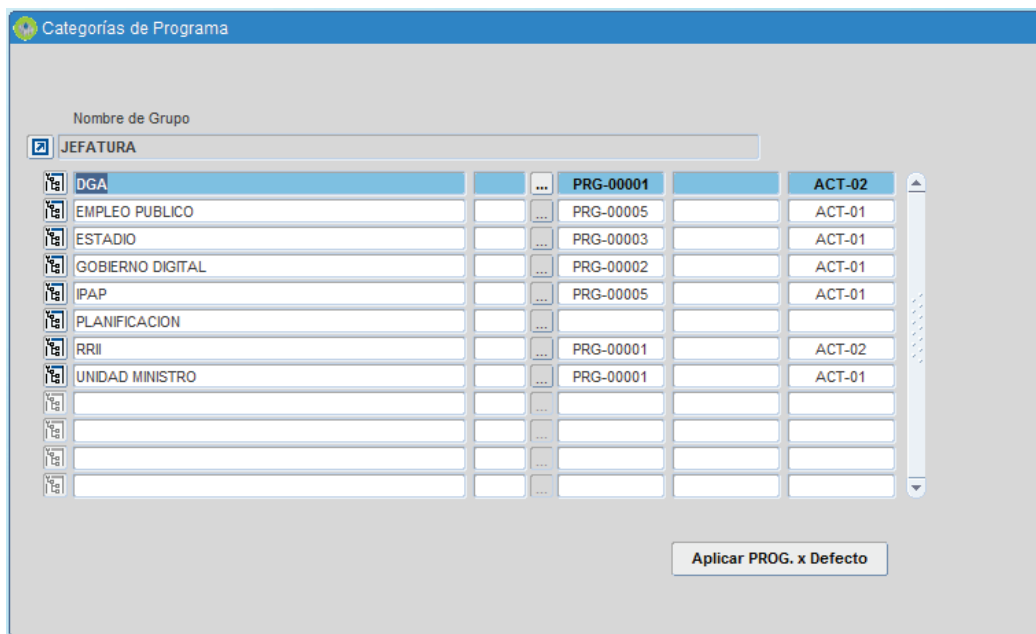 Categorías de Programa
Nombre de Grupo
JEFATURA
DGA ... PRG-00001 ACT-02
EMPLEO PUBLICO ... PRG-00005 ACT-01
ESTADIO ... PRG-00003 ACT-01
GOBIERNO DIGITAL ... PRG-00002 ACT-01
IPAP ... PRG-00005 ACT-01
PLANIFICACION ...
RRII ... PRG-00001 ACT-02
UNIDAD MINISTRO ... PRG-00001 ACT-01
...
...
...
...
Aplicar PROG. x Defecto